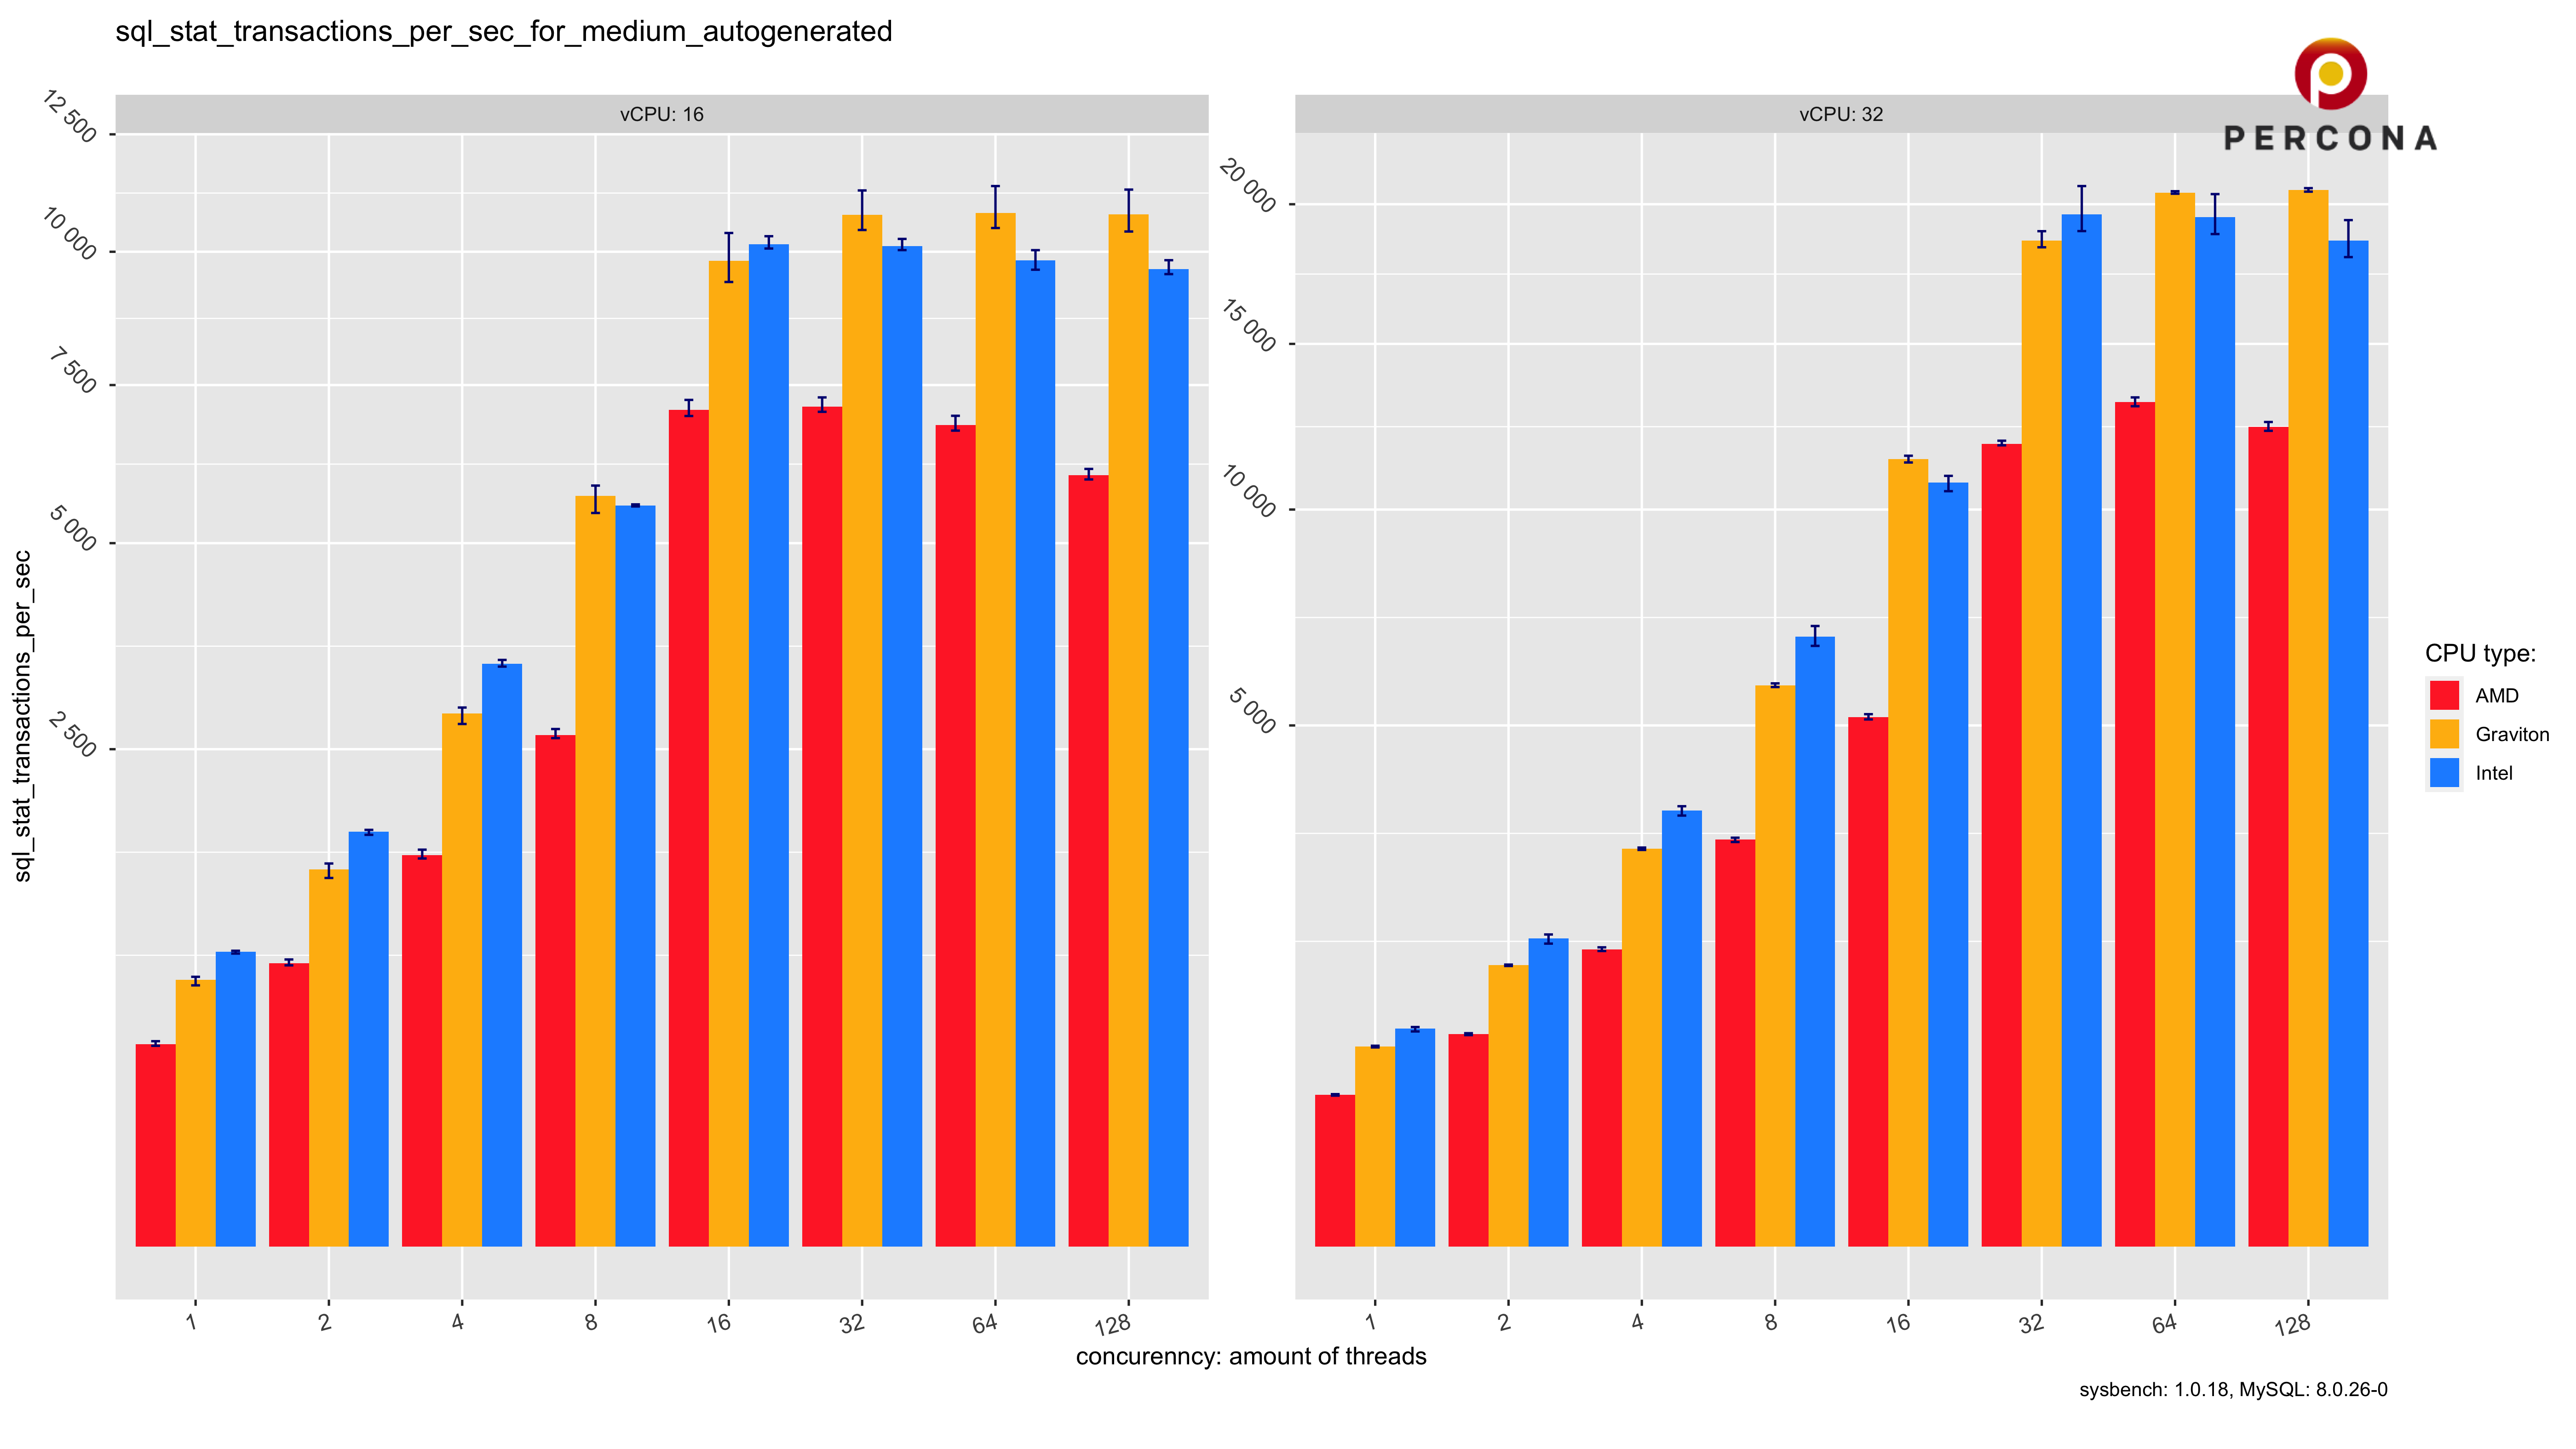 sql_stat_transactions_per_sec_for_medium_autogenerated
PERCONA
vCPU: 16
vCPU: 32
sql_stat_transactions_per_sec
12 500
10 000
7 500
5 000
2 500
20 000
15 000
10 000
5 000
CPU type:
AMD
Graviton
Intel
1 2 4 8 16 32 64 128
1 2 4 8 16 32 64 128
concurenncy: amount of threads
sysbench: 1.0.18, MySQL: 8.0.26-0